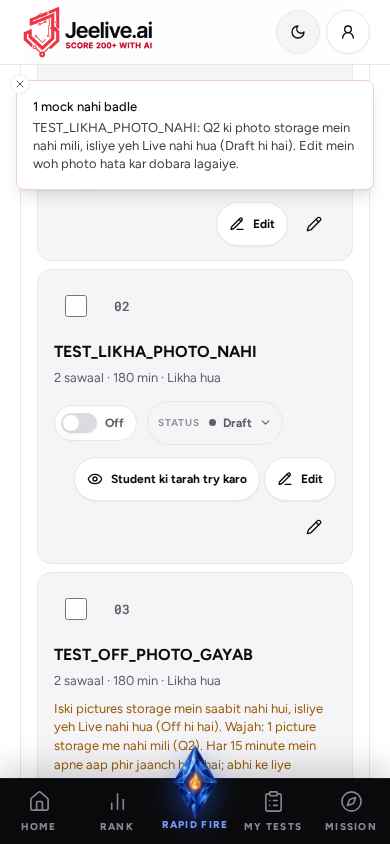 Jeelive.ai
SCORE 200+ WITH AI
1 mock nahi badle
TEST_LIKHA_PHOTO_NAHI: Q2 ki photo storage mein
nahi mili, isliye yeh Live nahi hua (Draft hi hai). Edit mein
woh photo hata kar dobara lagaiye.
Edit
02
TEST_LIKHA_PHOTO_NAHI
2 sawaal · 180 min · Likha hua
Off
STATUS
Draft
Student ki tarah try karo
Edit
03
TEST_OFF_PHOTO_GAYAB
2 sawaal · 180 min · Likha hua
Iski pictures storage mein saabit nahi hui, isliye
yeh Live nahi hua (Off hi hai). Wajah: 1 picture
storage me nahi mili (Q2). Har 15 minute mein
apne aap phir jaanch hai; abhi ke liye
HOME
RANK
RAPID FIRE
MY TESTS
MISSION